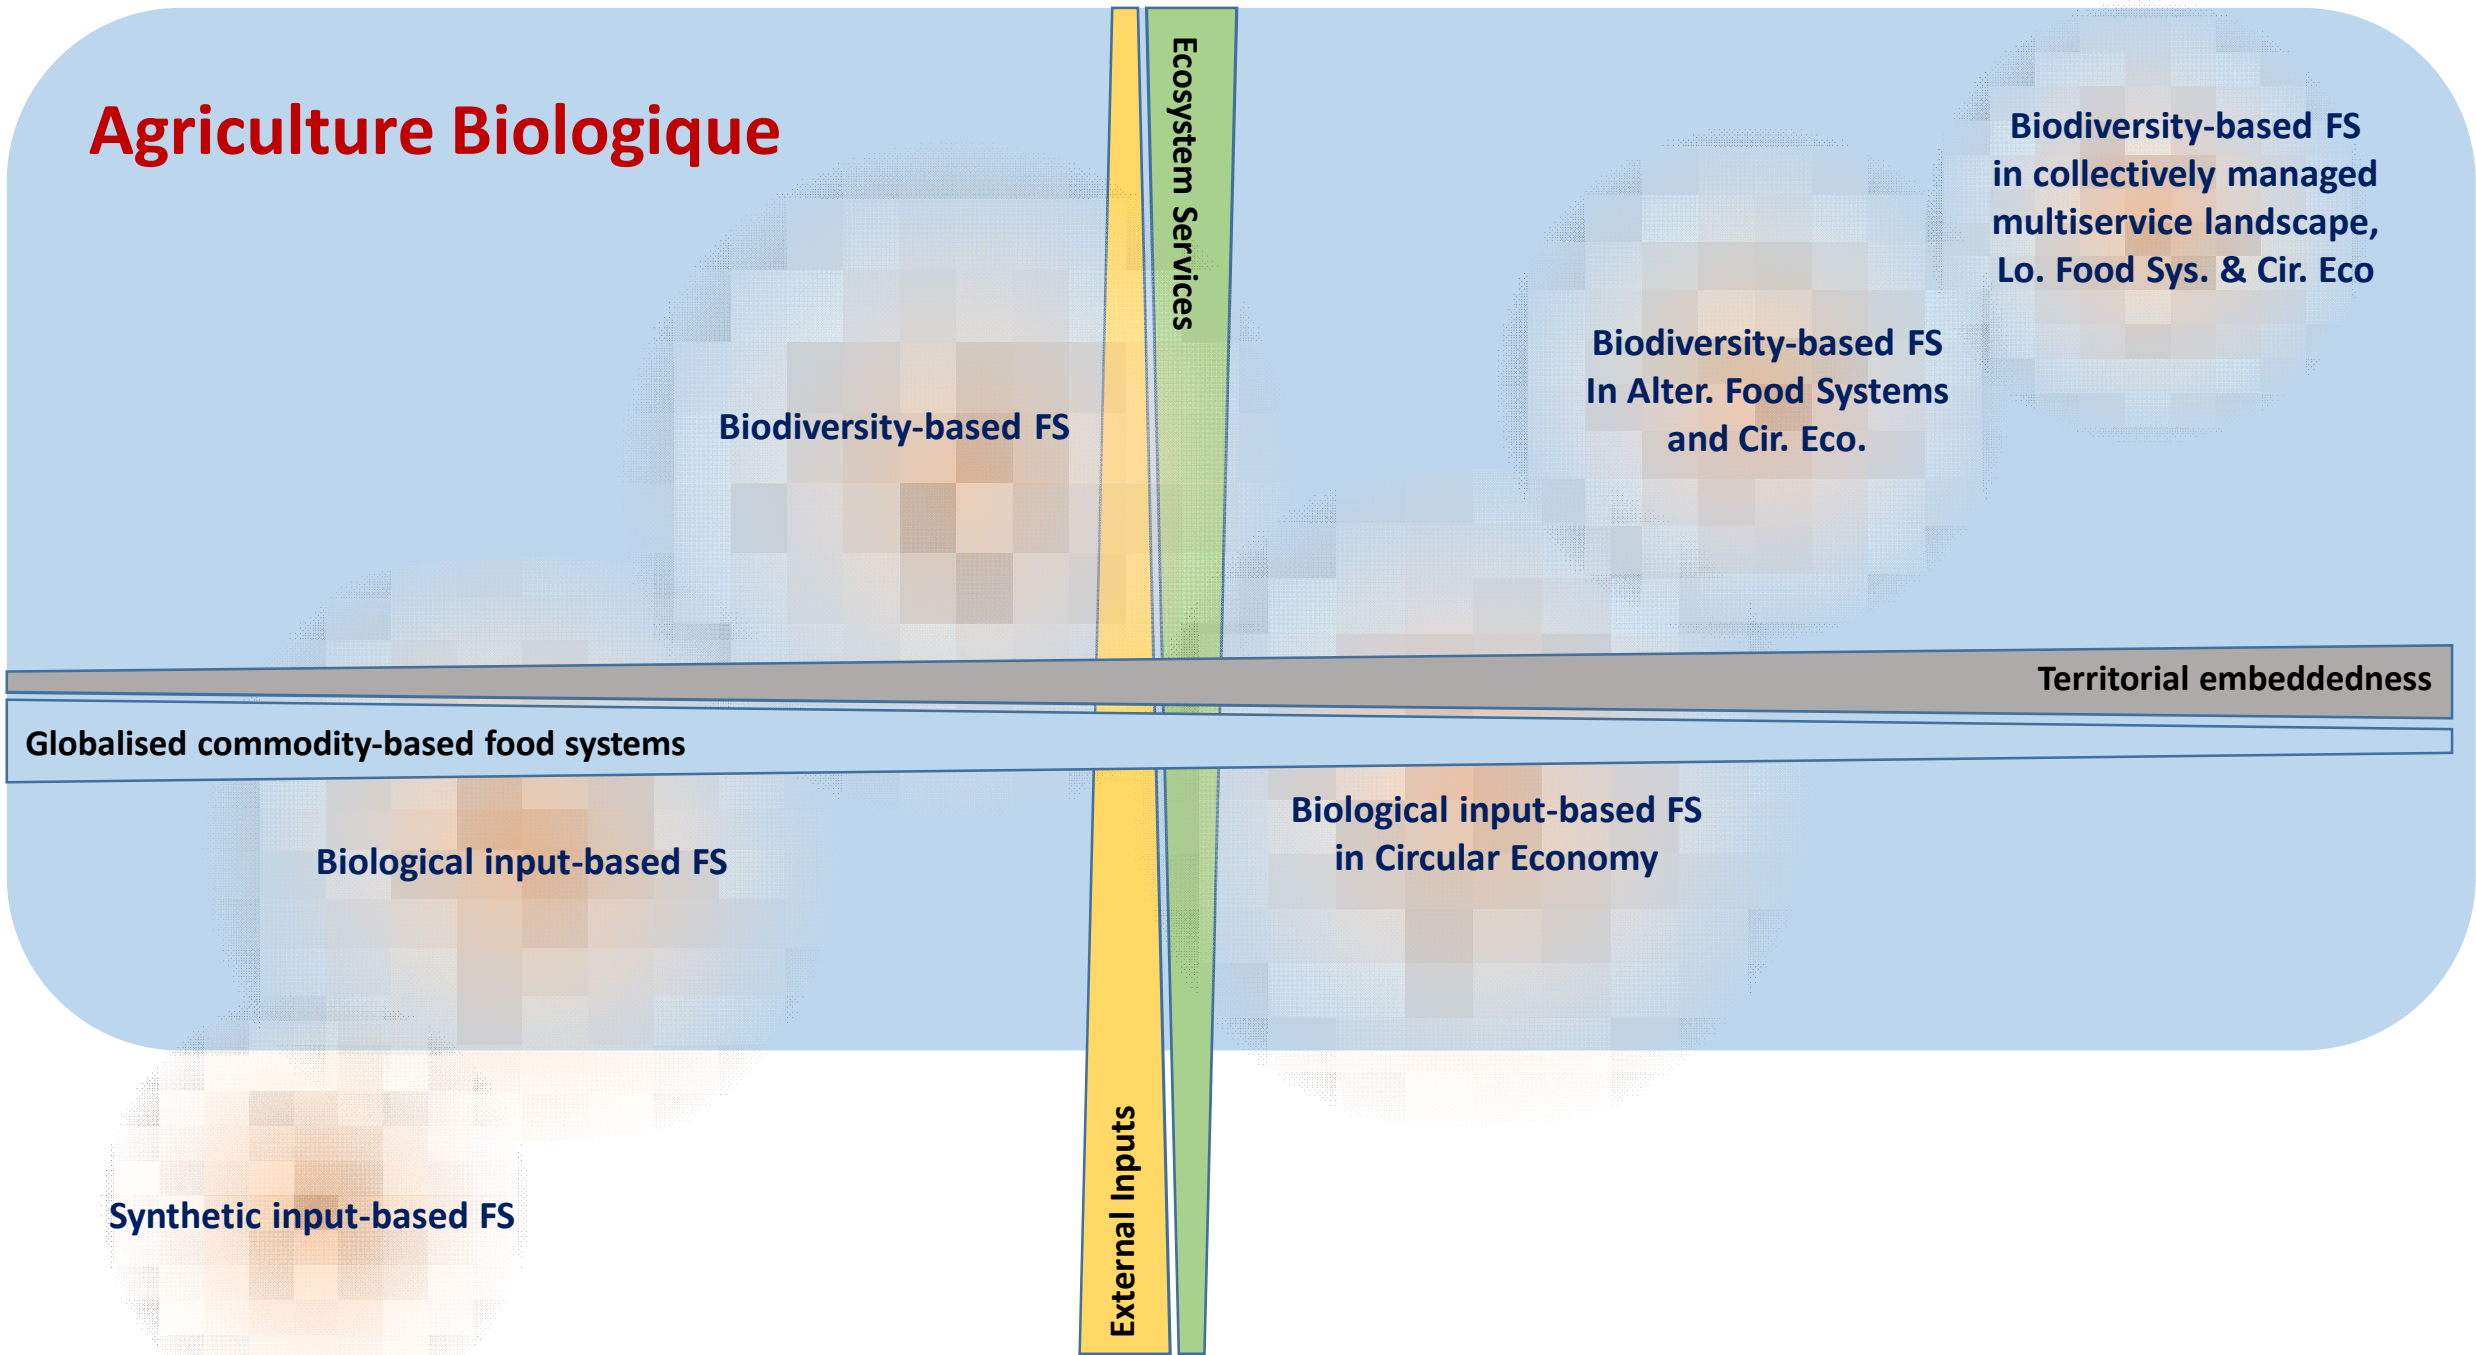 Agriculture Biologique
Ecosystem Services
Biodiversity-based FS
in collectively managed
multiservice landscape,
Lo. Food Sys. & Cir. Eco
Biodiversity-based FS
In Alter. Food Systems
and Cir. Eco.
Biodiversity-based FS
Territorial embeddedness
Globalised commodity-based food systems
Biological input-based FS
in Circular Economy
Biological input-based FS
External Inputs
Synthetic input-based FS